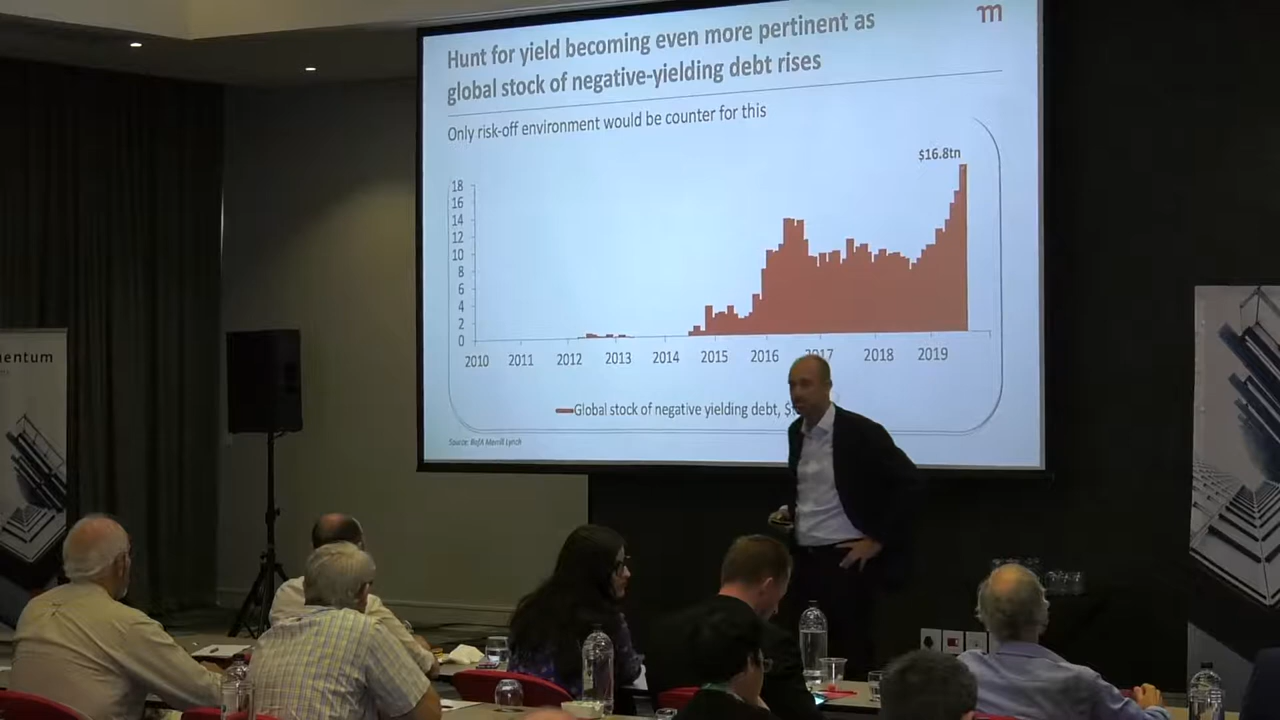 m
Hunt for yield becoming even more pertinent as
global stock of negative-yielding debt rises
Only risk-off environment would be counter for this
$16.8tn
18
16
14
12
10
8
6
4
2
0
2010 2011 2012 2013 2014 2015 2016 2017 2018 2019
Global stock of negative yielding debt, $
Source: BofA Merrill Lynch
entum